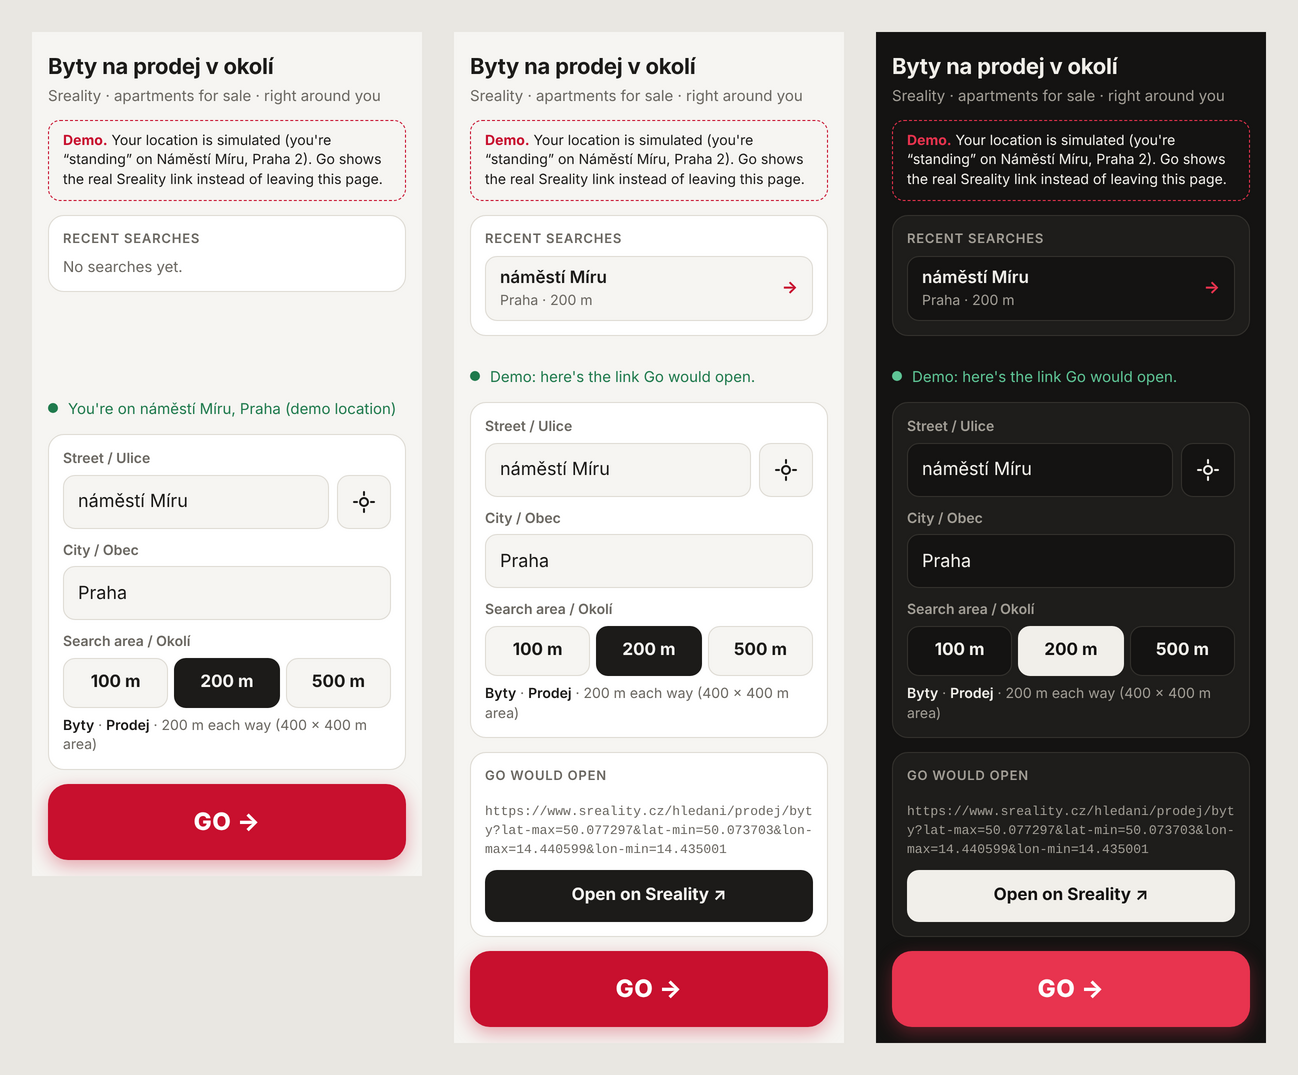 Byty na prodej v okolí
Sreality · apartments for sale · right around you
Demo. Your location is simulated (you're
“standing” on Náměstí Míru, Praha 2). Go shows
the real Sreality link instead of leaving this page.
RECENT SEARCHES
No searches yet.
You're on náměstí Míru, Praha (demo location)
Street / Ulice
náměstí Míru
City / Obec
Praha
Search area / Okolí
100 m
200 m
500 m
Byty · Prodej · 200 m each way (400 × 400 m
area)
GO →
Byty na prodej v okolí
Sreality · apartments for sale · right around you
Demo. Your location is simulated (you're
“standing” on Náměstí Míru, Praha 2). Go shows
the real Sreality link instead of leaving this page.
RECENT SEARCHES
náměstí Míru
Praha · 200 m
→
Demo: here's the link Go would open.
Street / Ulice
náměstí Míru
City / Obec
Praha
Search area / Okolí
100 m
200 m
500 m
Byty · Prodej · 200 m each way (400 × 400 m
area)
GO WOULD OPEN
https://www.sreality.cz/hledani/prodej/byt
y?lat-max=50.077297&lat-min=50.073703&lon-
max=14.440599&lon-min=14.435001
Open on Sreality ↗
GO →
Byty na prodej v okolí
Sreality · apartments for sale · right around you
Demo. Your location is simulated (you're
“standing” on Náměstí Míru, Praha 2). Go shows
the real Sreality link instead of leaving this page.
RECENT SEARCHES
náměstí Míru
Praha · 200 m
→
Demo: here's the link Go would open.
Street / Ulice
náměstí Míru
City / Obec
Praha
Search area / Okolí
100 m
200 m
500 m
Byty · Prodej · 200 m each way (400 × 400 m
area)
GO WOULD OPEN
https://www.sreality.cz/hledani/prodej/byt
y?lat-max=50.077297&lat-min=50.073703&lon-
max=14.440599&lon-min=14.435001
Open on Sreality ↗
GO →